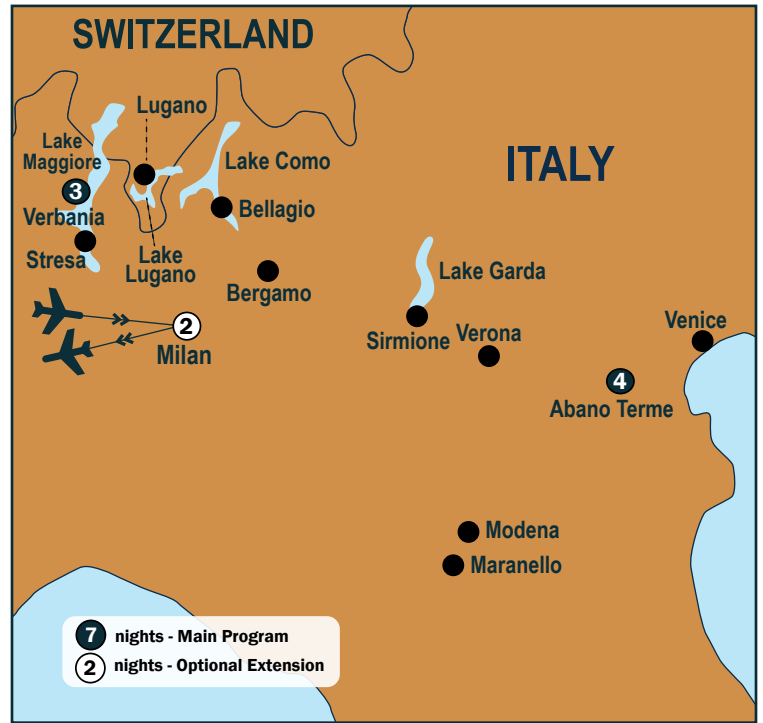 SWITZERLAND
Lugano
Lake
Maggiore
Lake Como
ITALY
3
Verbania
Bellagio
Stresa
Lake
Lugano
Bergamo
Lake Garda
2
Milan
Sirmione
Verona
Venice
4
Abano Terme
Modena
Maranello
7 nights - Main Program
2 nights - Optional Extension